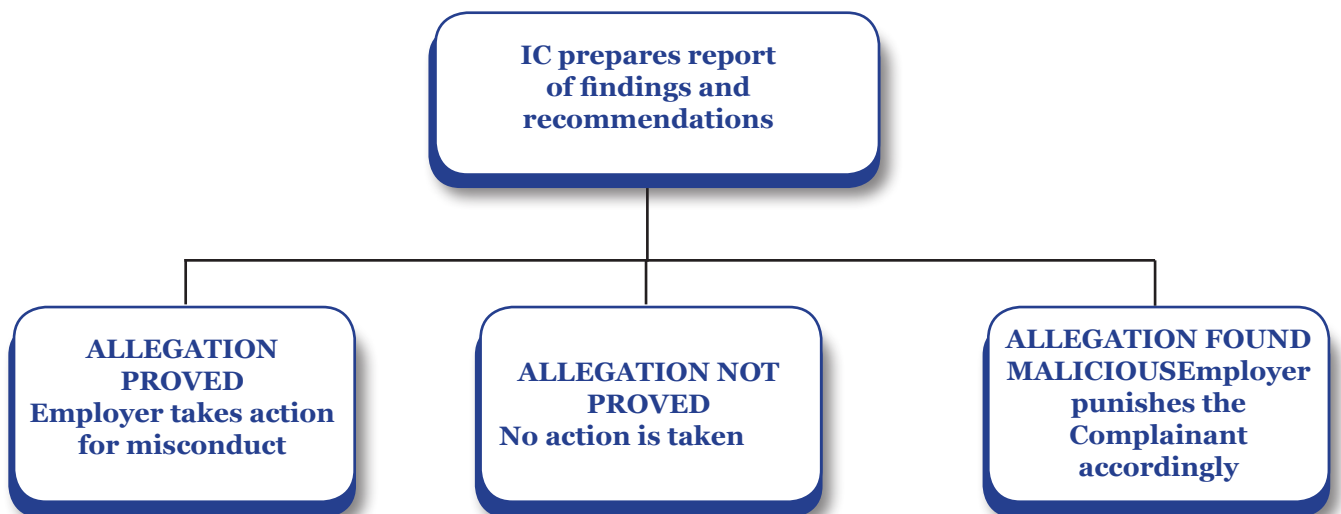 IC prepares report
of findings and
recommendations
ALLEGATION
PROVED
Employer takes action
for misconduct
ALLEGATION NOT
PROVED
No action is taken
ALLEGATION FOUND
MALICIOUSEmployer
punishes the
Complainant
accordingly